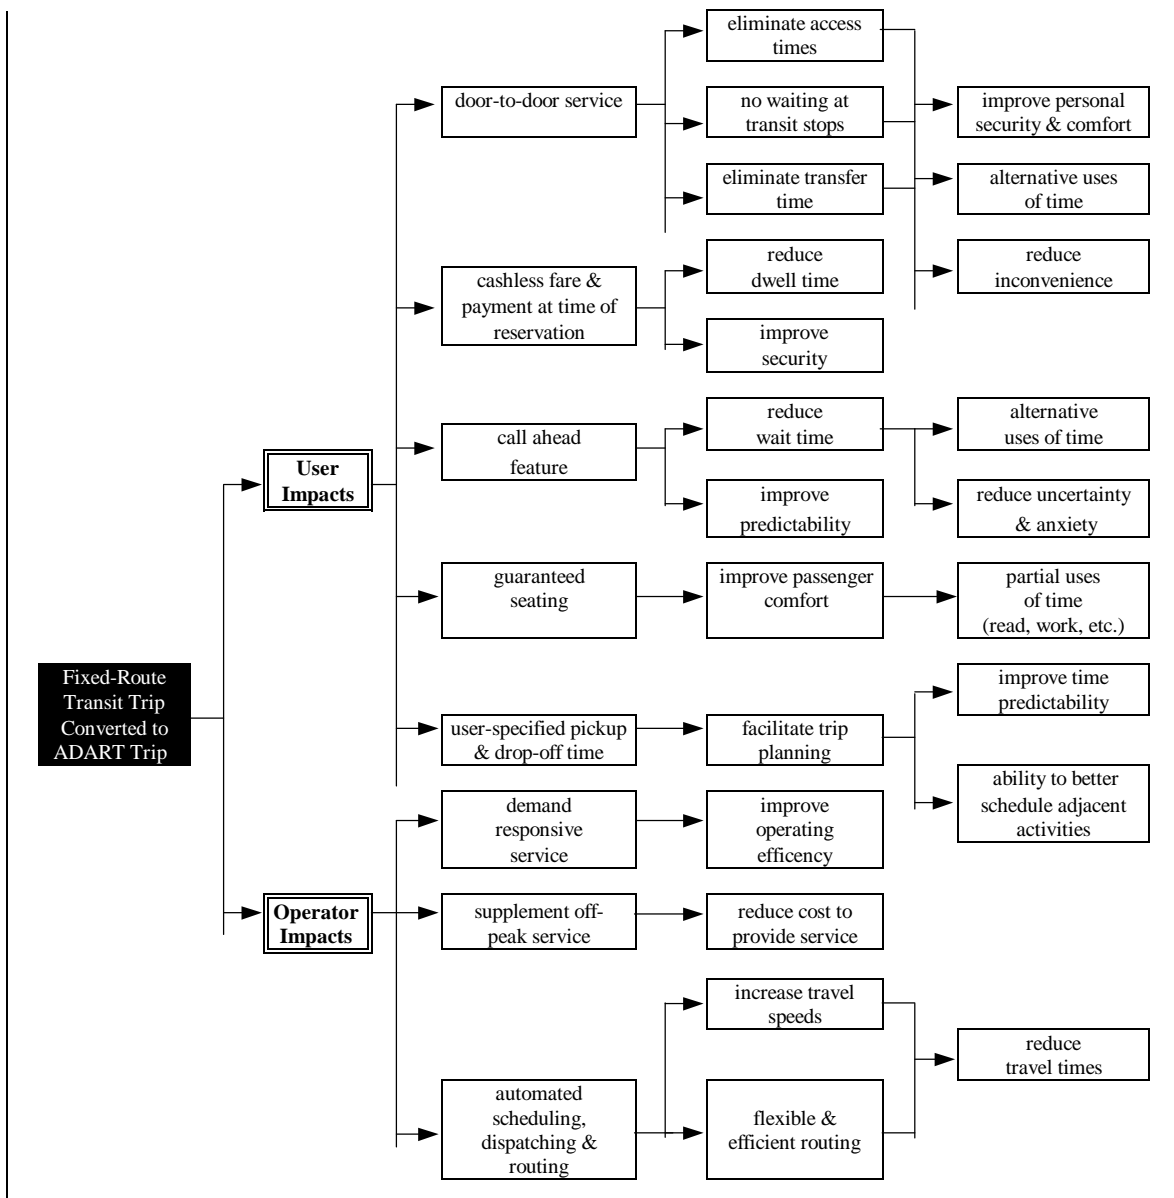 eliminate access
times
door-to-door service
no waiting at
transit stops
improve personal
security & comfort
eliminate transfer
time
alternative uses
of time
cashless fare &
payment at time of
reservation
reduce
dwell time
reduce
inconvenience
improve
security
call ahead
feature
reduce
wait time
alternative
uses of time
User
Impacts
improve
predictability
reduce uncertainty
& anxiety
guaranteed
seating
improve passenger
comfort
partial uses
of time
(read, work, etc.)
Fixed-Route
Transit Trip
Converted to
ADART Trip
user-specified pickup
& drop-off time
facilitate trip
planning
improve time
predictability
ability to better
schedule adjacent
activities
demand
responsive
service
improve
operating
efficency
Operator
Impacts
supplement off-
peak service
reduce cost to
provide service
increase travel
speeds
reduce
travel times
automated
scheduling,
dispatching &
routing
flexible &
efficient routing